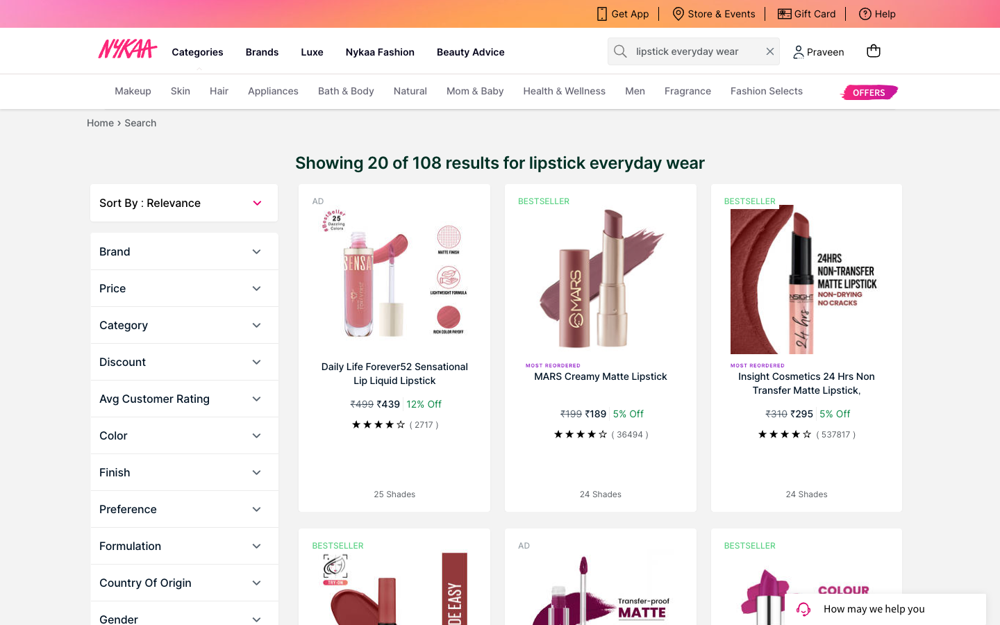 Get App
Store & Events
Gift Card
Help
NYKAA
Categories
Brands
Luxe
Nykaa Fashion
Beauty Advice
lipstick everyday wear
Praveen
Makeup
Skin
Hair
Appliances
Bath & Body
Natural
Mom & Baby
Health & Wellness
Men
Fragrance
Fashion Selects
OFFERS
Home › Search
Showing 20 of 108 results for lipstick everyday wear
Sort By : Relevance
Brand
Price
Category
Discount
Avg Customer Rating
Color
Finish
Preference
Formulation
Country Of Origin
Gender
AD
#BestSeller
25
Dazzling
Colors
SENSAT
FOREVER52
MATTE FINISH
LIGHTWEIGHT FORMULA
RICH COLOR PAYOFF
Daily Life Forever52 Sensational
Lip Liquid Lipstick
₹499 ₹439 12% Off
( 2717 )
25 Shades
BESTSELLER
MARS
MOST REORDERED
MARS Creamy Matte Lipstick
₹199 ₹189 5% Off
( 36494 )
24 Shades
BESTSELLER
24HRS
NON-TRANSFER
MATTE LIPSTICK
NON-DRYING
NO CRACKS
INSIGHT
24 hrs
MOST REORDERED
Insight Cosmetics 24 Hrs Non
Transfer Matte Lipstick,
₹310 ₹295 5% Off
( 537817 )
24 Shades
BESTSELLER
TRY-ON
DE EASY
AD
Transfer-proof
MATTE
BESTSELLER
COLOUR
How may we help you